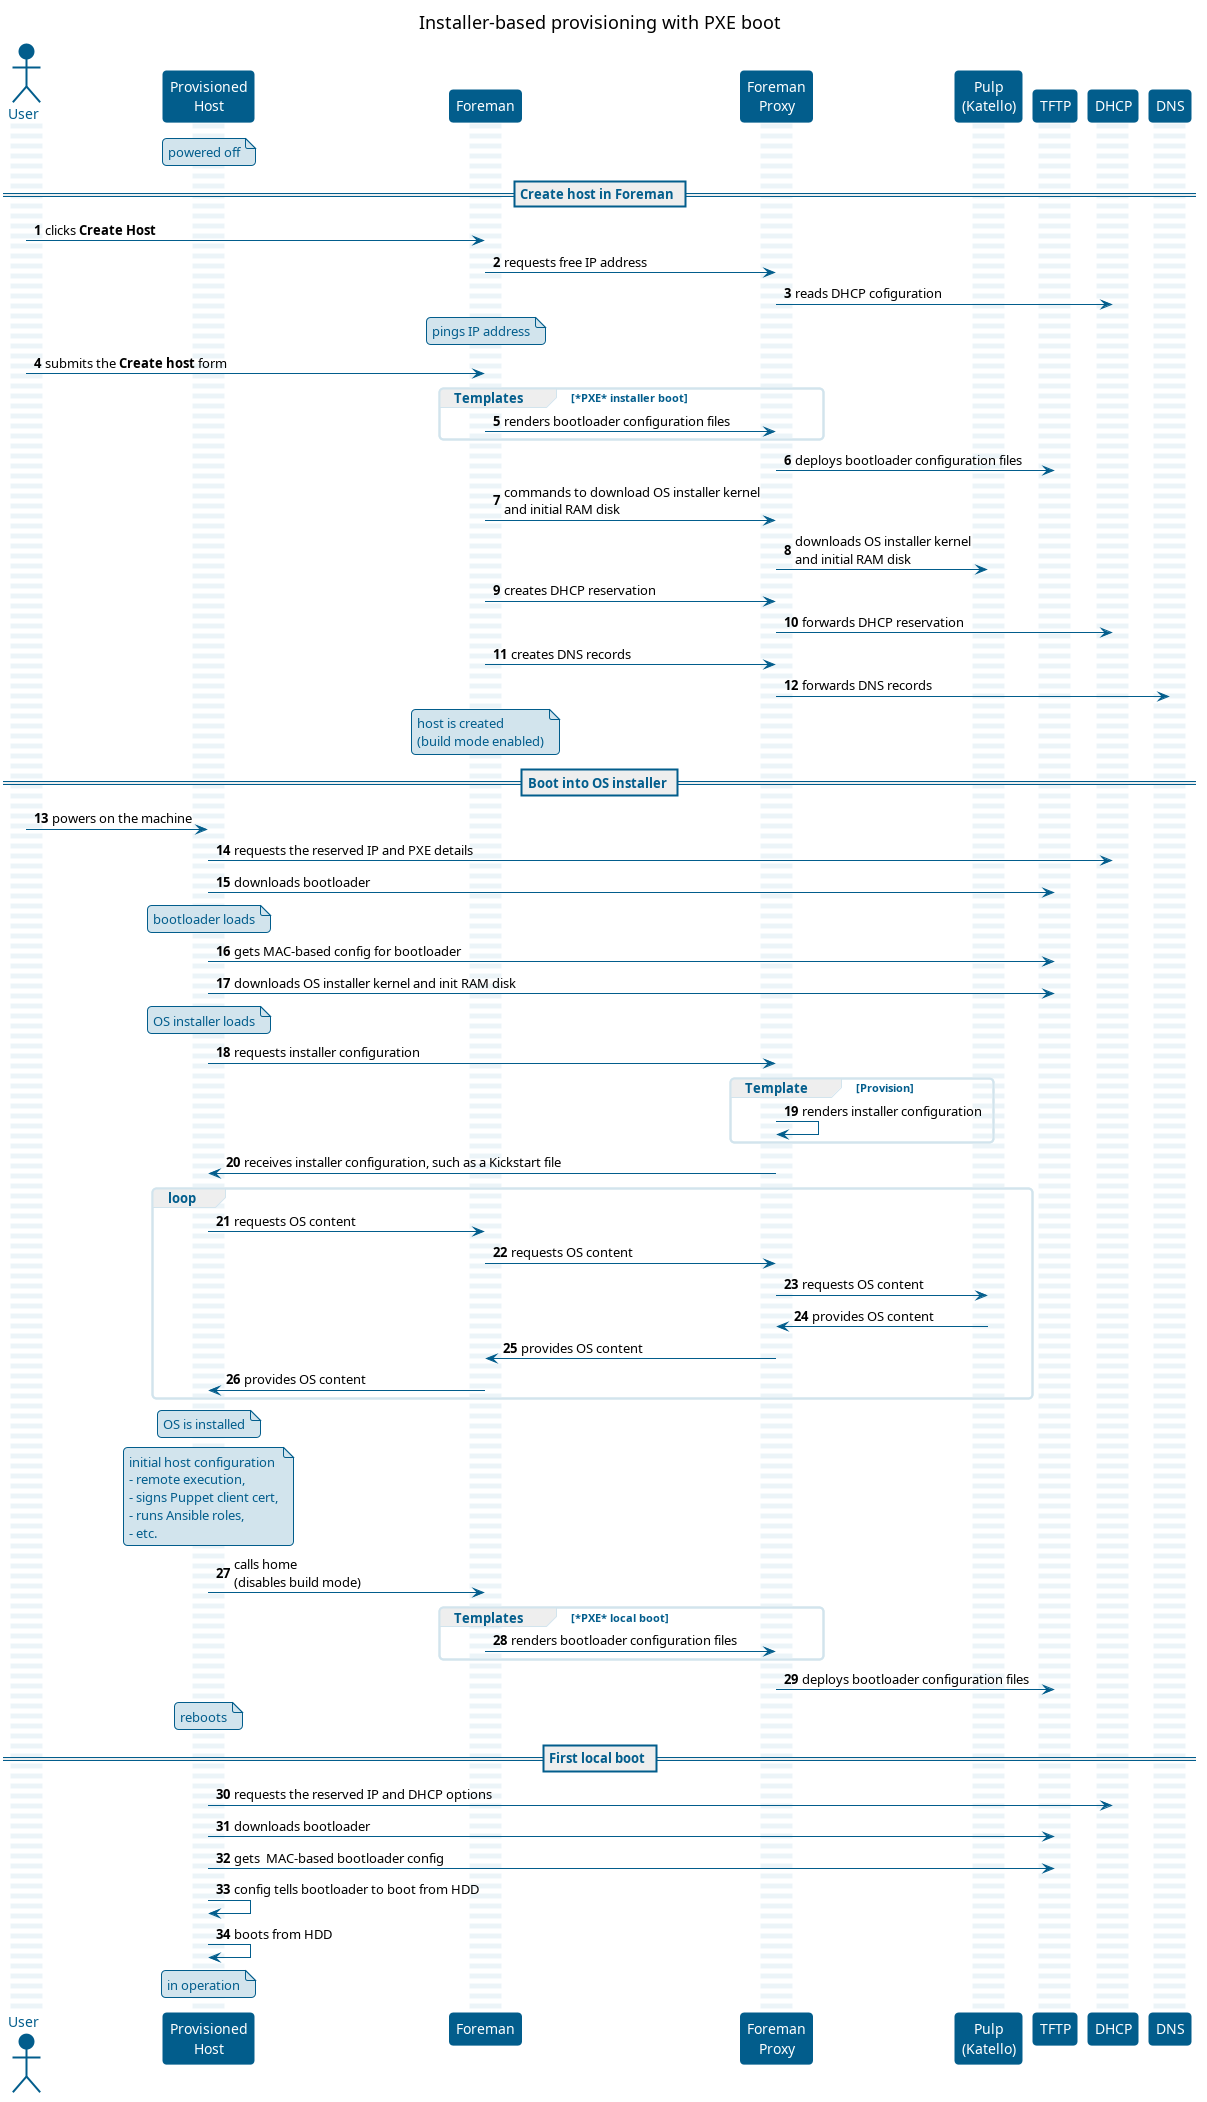 Installer-based provisioning with PXE boot
User
Provisioned
Host
Foreman
Foreman
Proxy
Pulp
(Katello)
TFTP
DHCP
DNS
powered off
Create host in Foreman
1 clicks Create Host
2 requests free IP address
3 reads DHCP cofiguration
pings IP address
4 submits the Create host form
Templates [*PXE* installer boot]
5 renders bootloader configuration files
6 deploys bootloader configuration files
7 commands to download OS installer kernel
and initial RAM disk
8 downloads OS installer kernel
and initial RAM disk
9 creates DHCP reservation
10 forwards DHCP reservation
11 creates DNS records
12 forwards DNS records
host is created
(build mode enabled)
Boot into OS installer
13 powers on the machine
14 requests the reserved IP and PXE details
15 downloads bootloader
bootloader loads
16 gets MAC-based config for bootloader
17 downloads OS installer kernel and init RAM disk
OS installer loads
18 requests installer configuration
Template [Provision]
19 renders installer configuration
20 receives installer configuration, such as a Kickstart file
loop
21 requests OS content
22 requests OS content
23 requests OS content
24 provides OS content
25 provides OS content
26 provides OS content
OS is installed
initial host configuration
- remote execution,
- signs Puppet client cert,
- runs Ansible roles,
- etc.
27 calls home
(disables build mode)
Templates [*PXE* local boot]
28 renders bootloader configuration files
29 deploys bootloader configuration files
reboots
First local boot
30 requests the reserved IP and DHCP options
31 downloads bootloader
32 gets  MAC-based bootloader config
33 config tells bootloader to boot from HDD
34 boots from HDD
in operation
User
Provisioned
Host
Foreman
Foreman
Proxy
Pulp
(Katello)
TFTP
DHCP
DNS